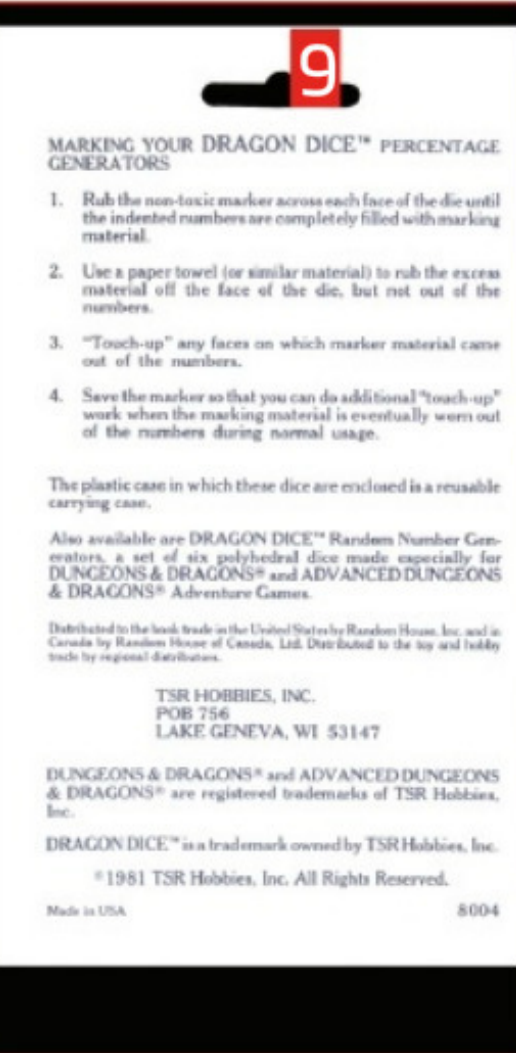 9
MARKING YOUR DRAGON DICE™ PERCENTAGE
GENERATORS
1. Rub the non-toxic marker across each face of the die until
the indented numbers are completely filled with marking
material.
2. Use a paper towel (or similar material) to rub the excess
material off the face of the die, but not out of the
numbers.
3. "Touch-up" any faces on which marker material came
out of the numbers.
4. Save the marker so that you can do additional "touch-up"
work when the marking material is eventually worn out
of the numbers during normal usage.
The plastic case in which these dice are enclosed is a reusable
carrying case.
Also available are DRAGON DICE™ Random Number Gen-
erators, a set of six polyhedral dice made especially for
DUNGEONS & DRAGONS® and ADVANCED DUNGEONS
& DRAGONS® Adventure Games.
Distributed to the book trade in the United States by Random House, Inc. and in
Canada by Random House of Canada, Ltd. Distributed to the toy and hobby
trade by regional distributors.
TSR HOBBIES, INC.
POB 756
LAKE GENEVA, WI 53147
DUNGEONS & DRAGONS® and ADVANCED DUNGEONS
& DRAGONS® are registered trademarks of TSR Hobbies,
Inc.
DRAGON DICE™ is a trademark owned by TSR Hobbies, Inc.
©1981 TSR Hobbies, Inc. All Rights Reserved.
Made in USA 8004